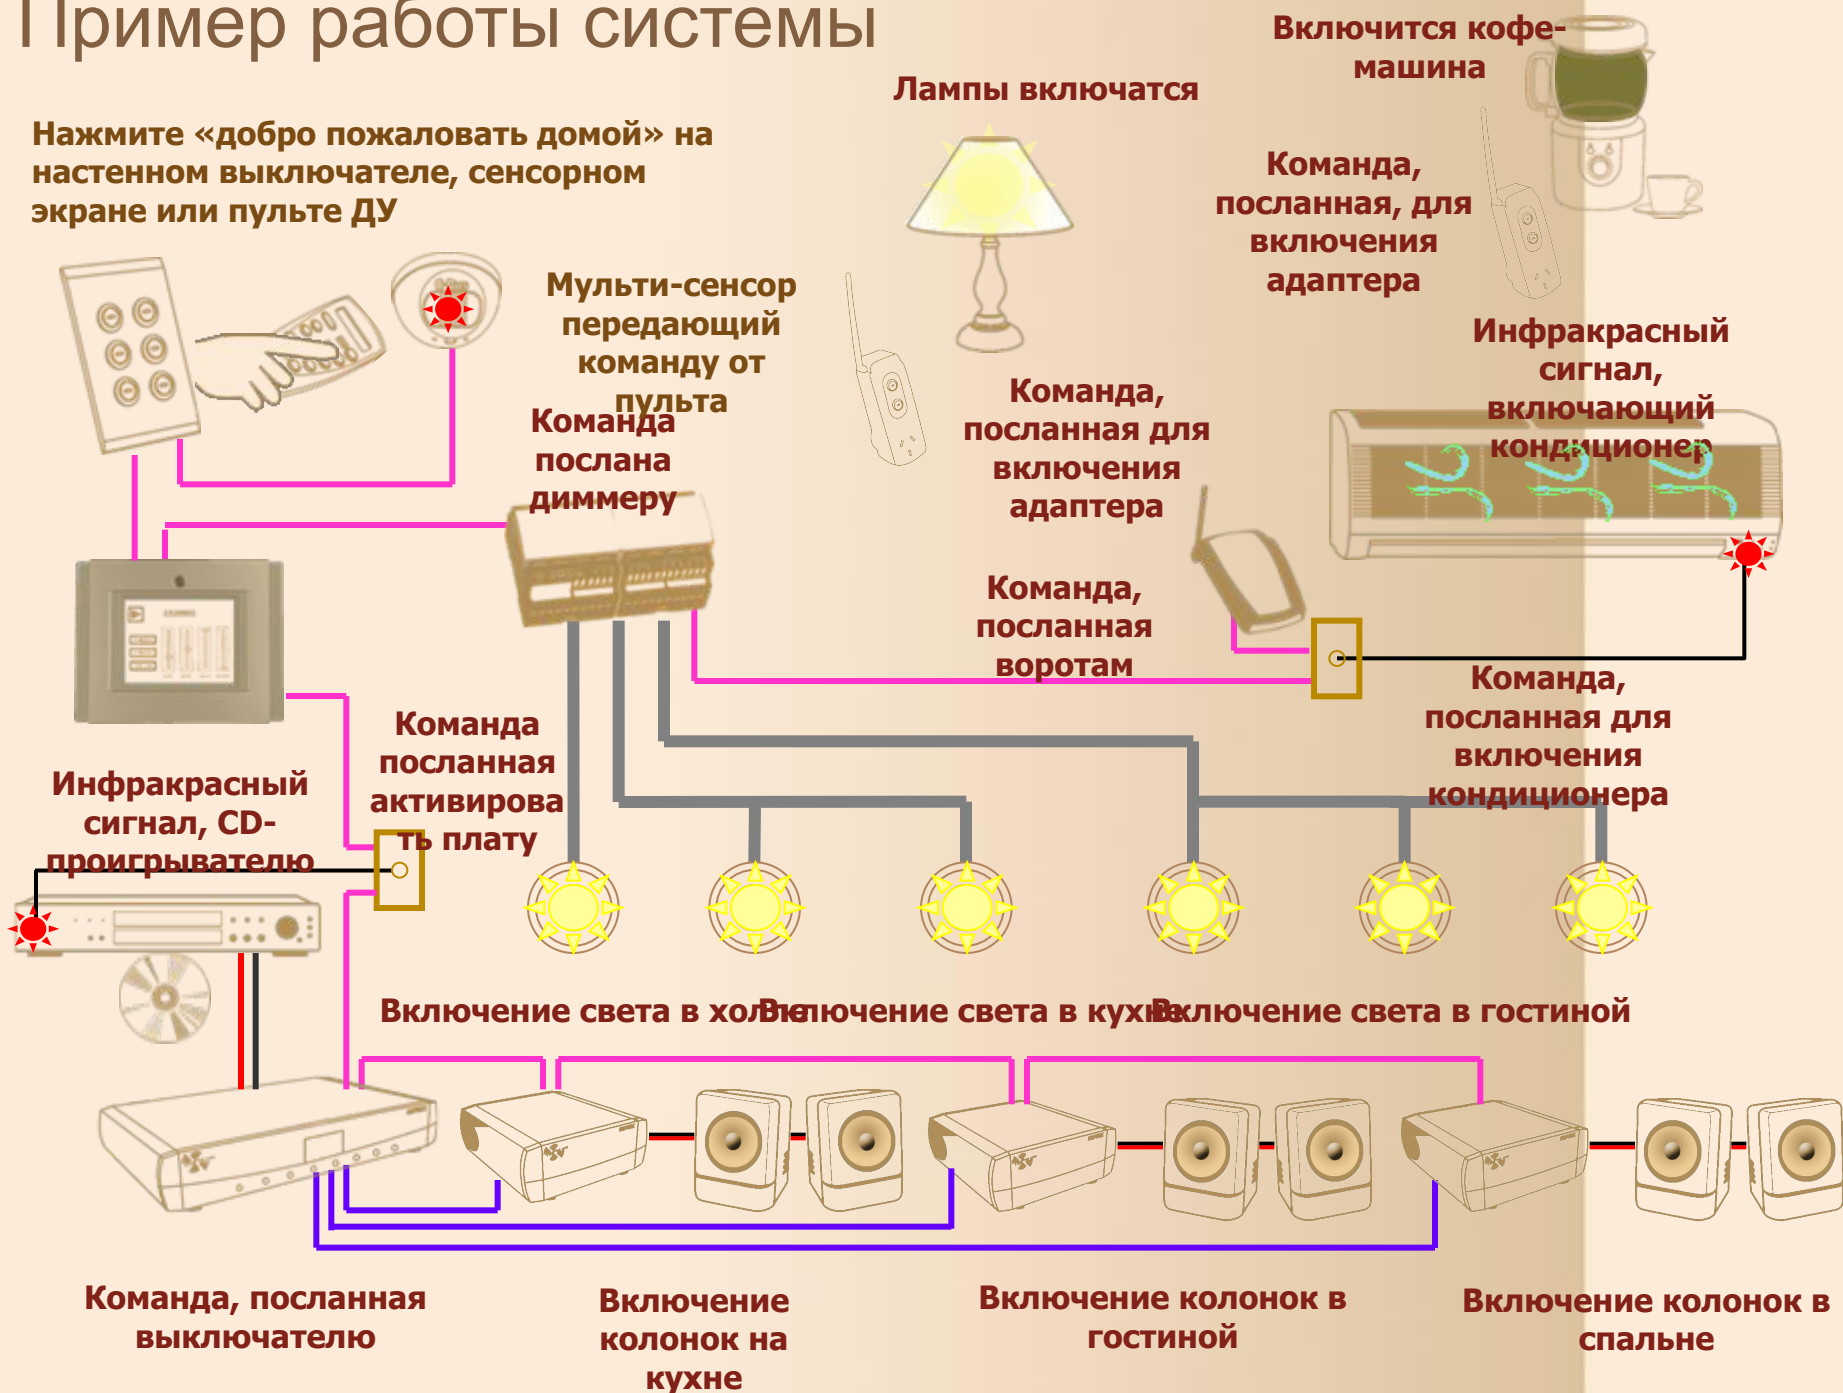 Пример работы системы
Включится кофе-
машина
Лампы включатся
Нажмите «добро пожаловать домой» на
настенном выключателе, сенсорном
экране или пульте ДУ
Команда,
посланная, для
включения
адаптера
Мульти-сенсор
передающий
команду от
пульта
Инфракрасный
сигнал,
включающий
кондиционер
Команда,
посланная для
включения
адаптера
Команда
послана
диммеру
Команда,
посланная
воротам
Команда,
посланная для
включения
кондиционера
Команда
посланная
активирова
ть плату
Инфракрасный
сигнал, CD-
проигрывателю
Включение света в холле
Включение света в кухне
Включение света в гостиной
Команда, посланная
выключателю
Включение
колонок на
кухне
Включение колонок в
гостиной
Включение колонок в
спальне